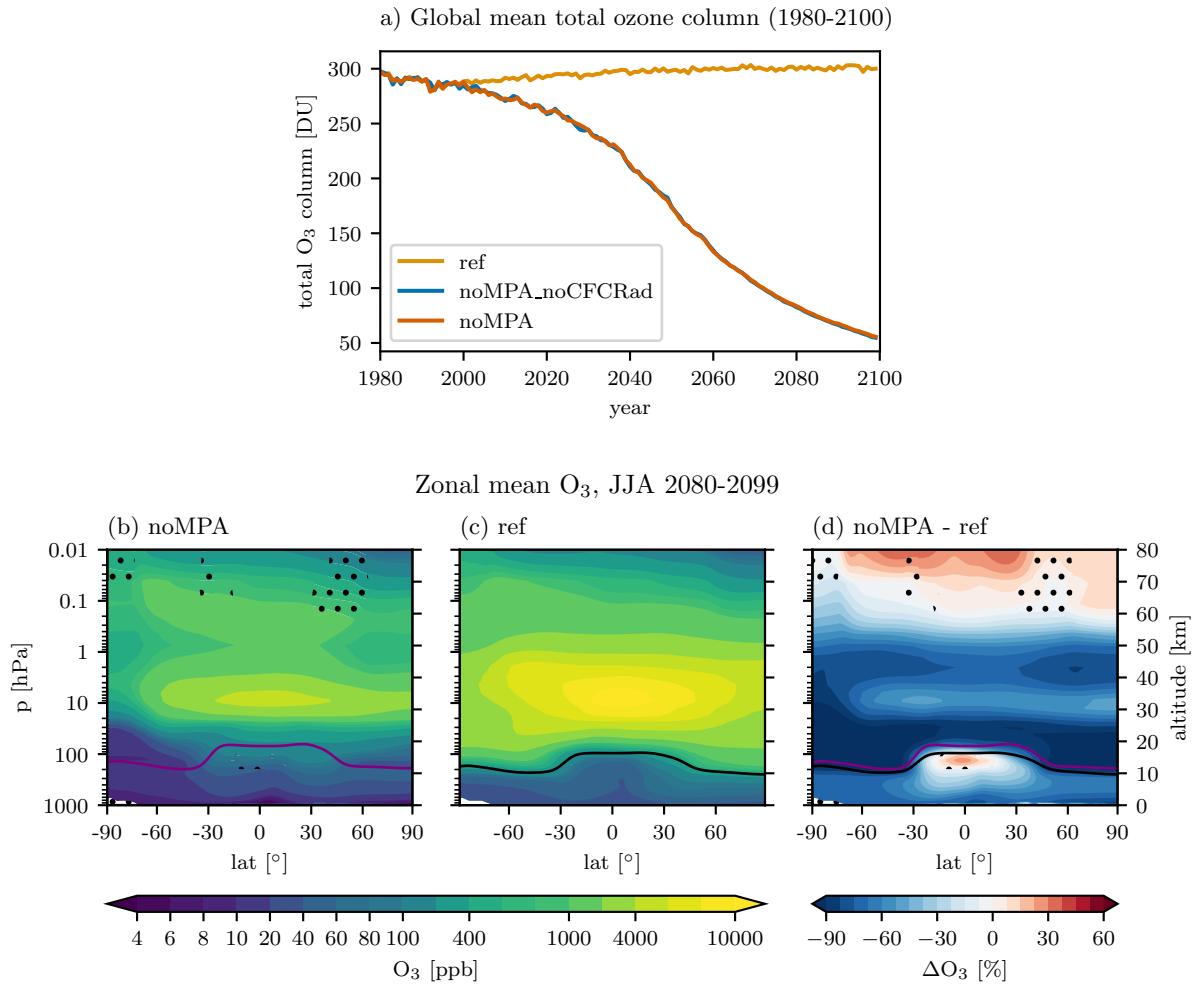 a) Global mean total ozone column (1980-2100)
total O₃ column [DU]
300
250
200
150
100
50
ref
noMPA_noCFCRad
noMPA
1980 2000 2020 2040 2060 2080 2100
year
Zonal mean O₃, JJA 2080-2099
(b) noMPA (c) ref (d) noMPA - ref
p [hPa]
0.01
0.1
1
10
100
1000
80
70
60
50
40
30
20
10
0
altitude [km]
-90 -60 -30 0 30 60 90
-60 -30 0 30 60
-90 -60 -30 0 30 60 90
lat [°] lat [°] lat [°]
4 6 8 10 20 40 60 80 100 400 1000 4000 10000
O₃ [ppb]
−90 −60 −30 0 30 60
ΔO₃ [%]